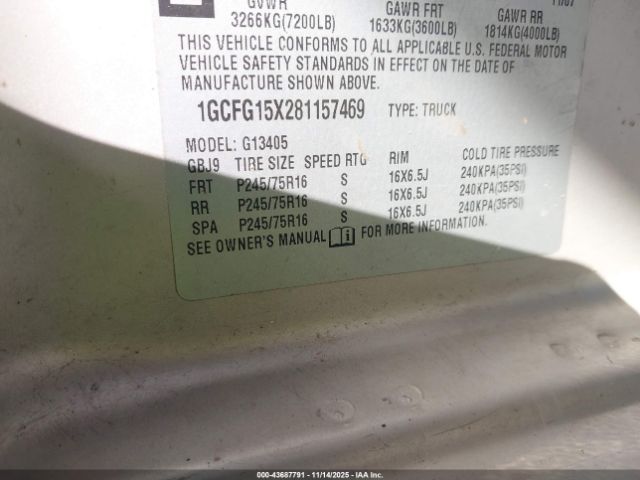 GVWR GAWR FRT GAWR RR
3266KG(7200LB) 1633KG(3600LB) 1814KG(4000LB)
THIS VEHICLE CONFORMS TO ALL APPLICABLE U.S. FEDERAL MOTOR
VEHICLE SAFETY STANDARDS IN EFFECT ON THE DATE OF
MANUFACTURE SHOWN ABOVE.
1GCFG15X281157469 TYPE: TRUCK
MODEL: G13405
GBJ9 TIRE SIZE SPEED RTG RIM COLD TIRE PRESSURE
FRT P245/75R16 S 16X6.5J 240KPA(35PSI)
RR P245/75R16 S 16X6.5J 240KPA(35PSI)
SPA P245/75R16 S 16X6.5J 240KPA(35PSI)
SEE OWNER'S MANUAL FOR MORE INFORMATION.
000-43687791 - 11/14/2025 - IAA Inc.